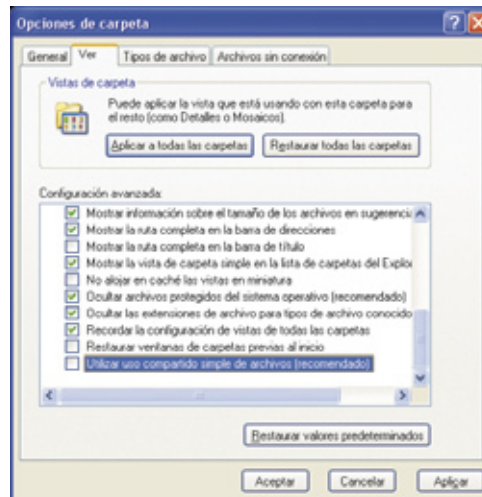 Opciones de carpeta
General Ver Tipos de archivo Archivos sin conexión
Vistas de carpeta
Puede aplicar la vista que está usando con esta carpeta para
el resto (como Detalles o Mosaicos).
Aplicar a todas las carpetas Restaurar todas las carpetas
Configuración avanzada:
Mostrar información sobre el tamaño de los archivos en sugerenci
Mostrar la ruta completa en la barra de direcciones
Mostrar la ruta completa en la barra de título
Mostrar la vista de carpeta simple en la lista de carpetas del Explo
No alojar en caché las vistas en miniatura
Ocultar archivos protegidos del sistema operativo (recomendado)
Ocultar las extensiones de archivo para tipos de archivo conocido
Recordar la configuración de vistas de todas las carpetas
Restaurar ventanas de carpetas previas al inicio
Utilizar uso compartido simple de archivos (recomendado)
Restaurar valores predeterminados
Aceptar Cancelar Aplicar